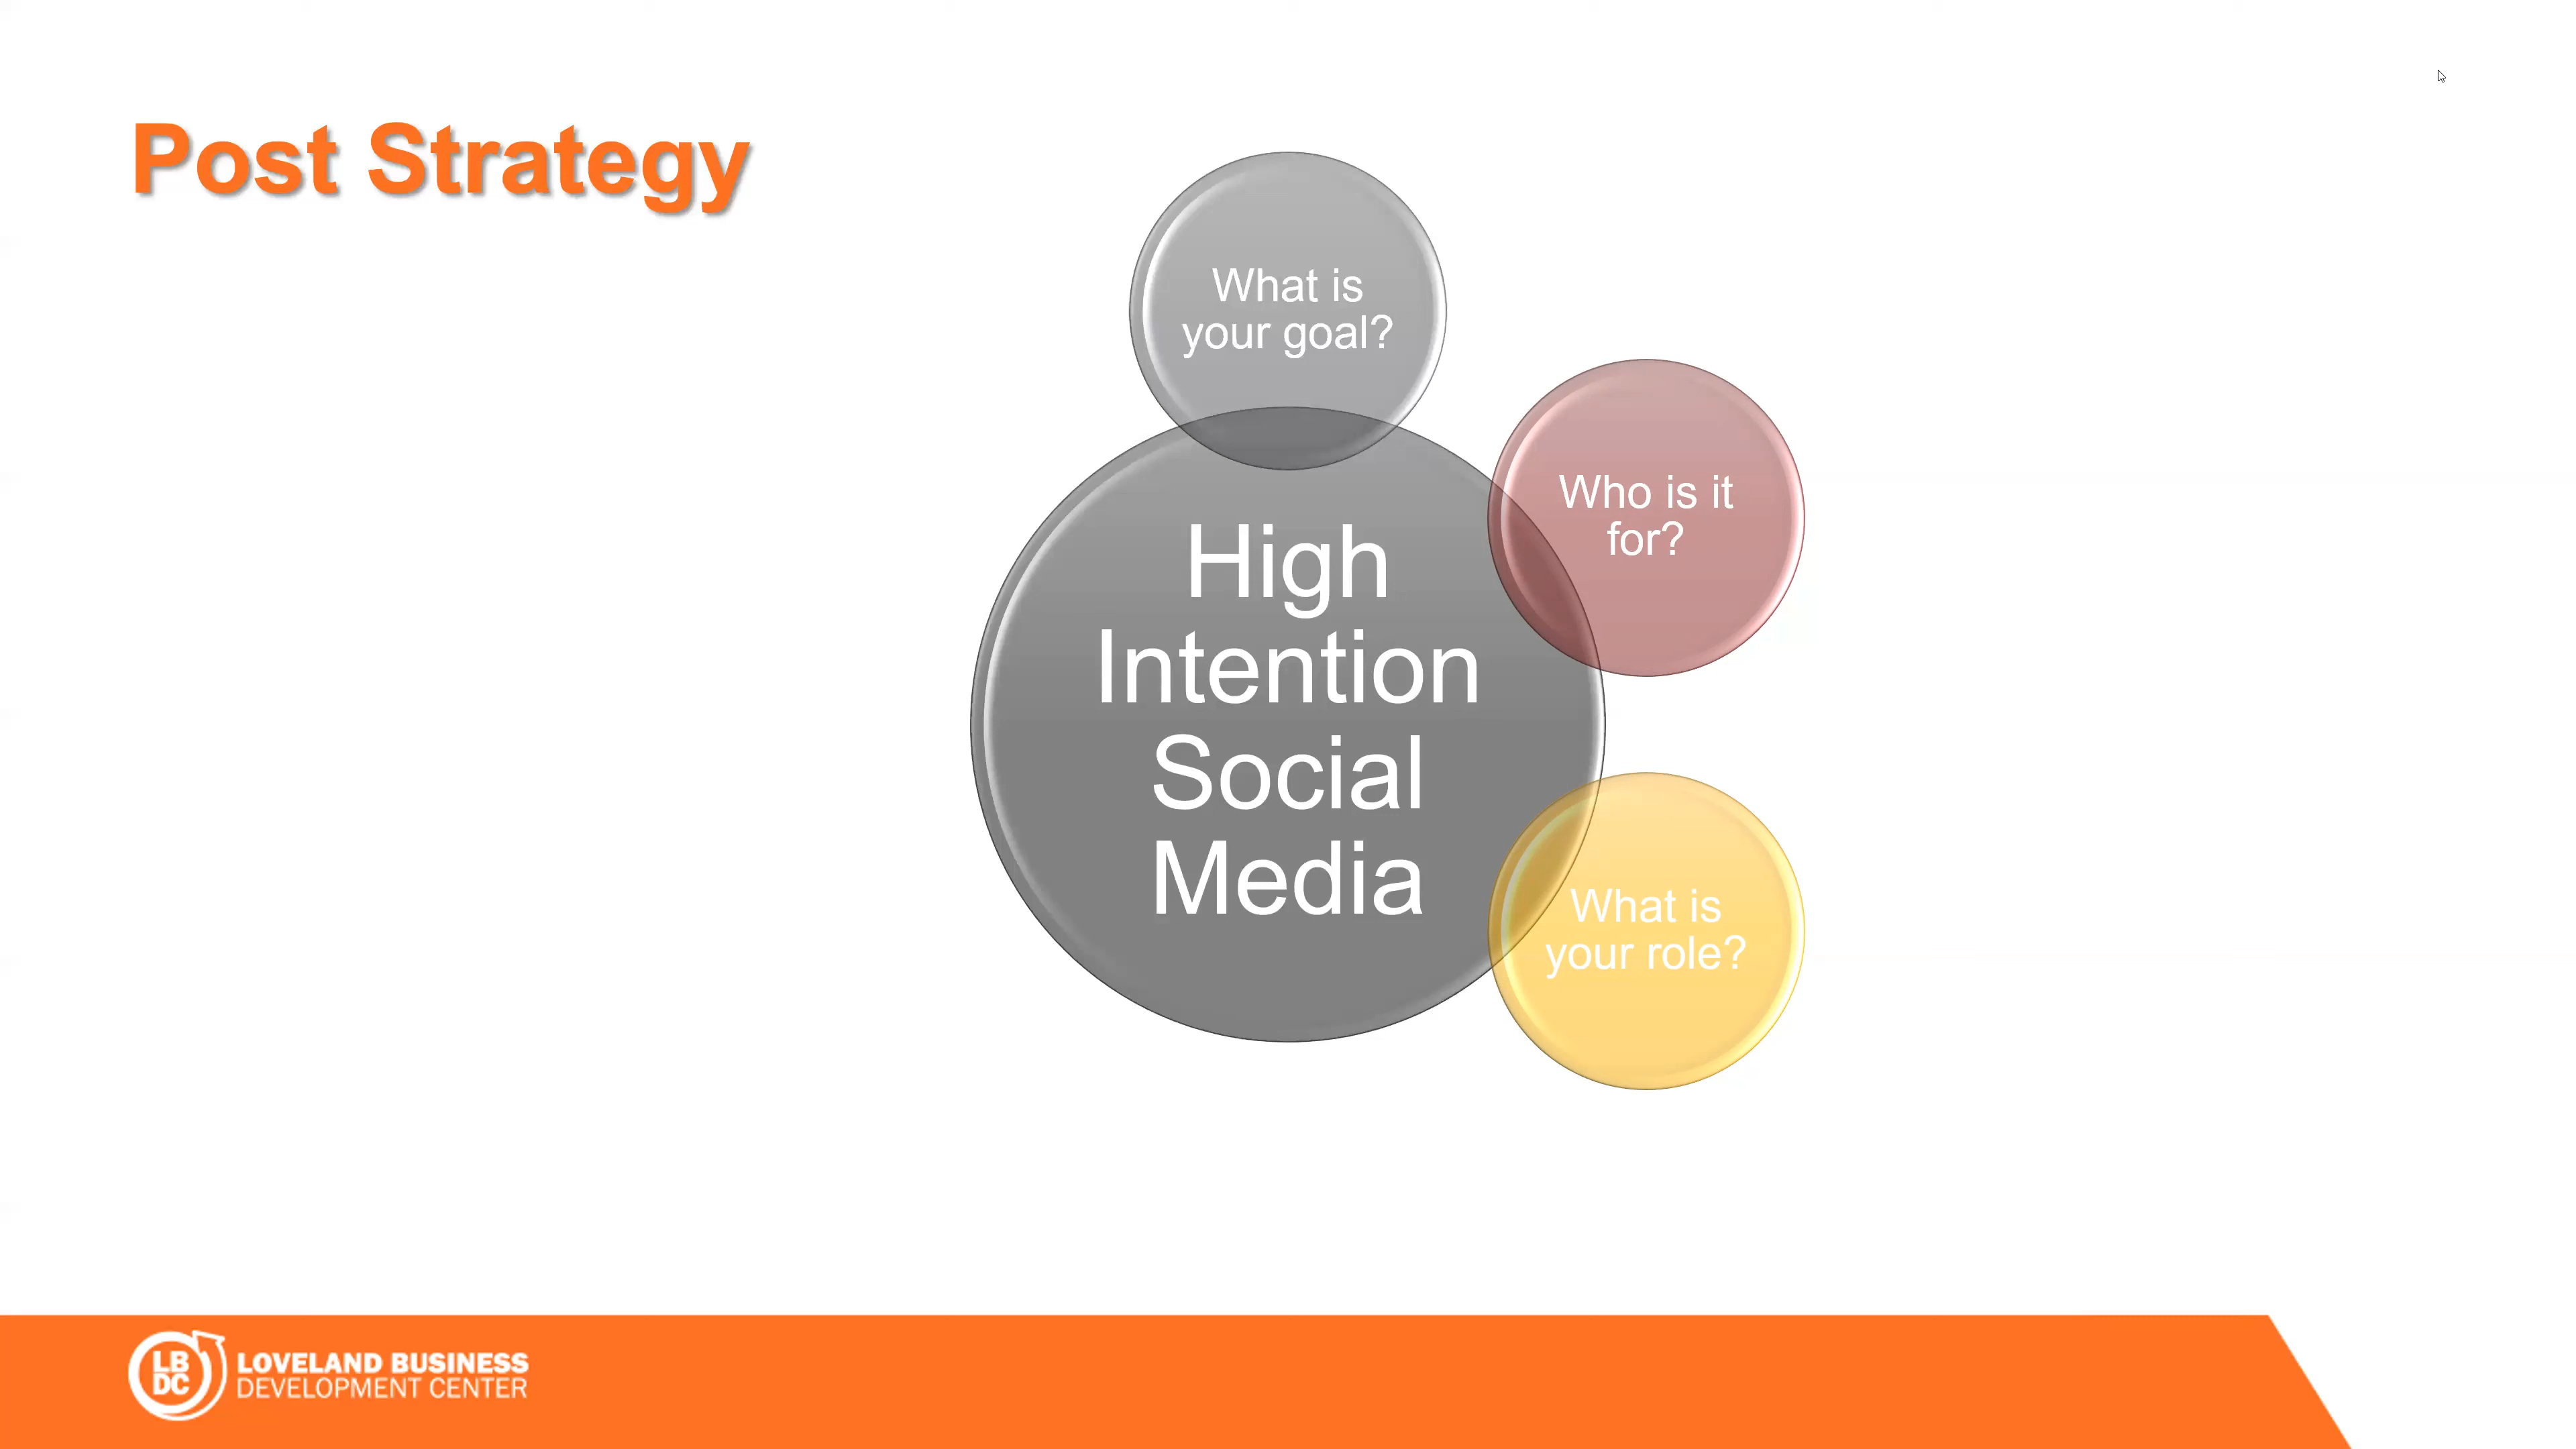 Post Strategy
What is
your goal?
Who is it
for?
High
Intention
Social
Media
What is
your role?
LB
DC
LOVELAND BUSINESS
DEVELOPMENT CENTER